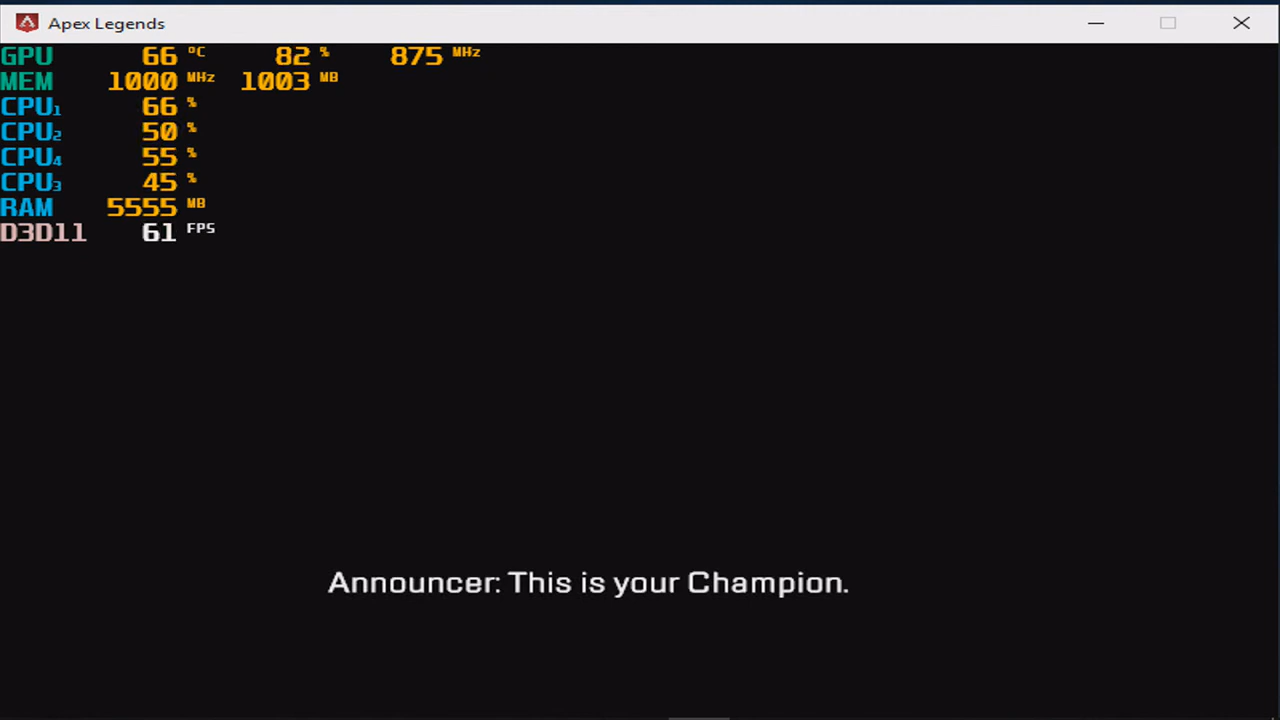 Apex Legends
GPU 66 °C 82 % 875 MHz
MEM 1000 MHz 1003 MB
CPU1 66 %
CPU2 50 %
CPU4 55 %
CPU3 45 %
RAM 5555 MB
D3D11 61 FPS
Announcer: This is your Champion.